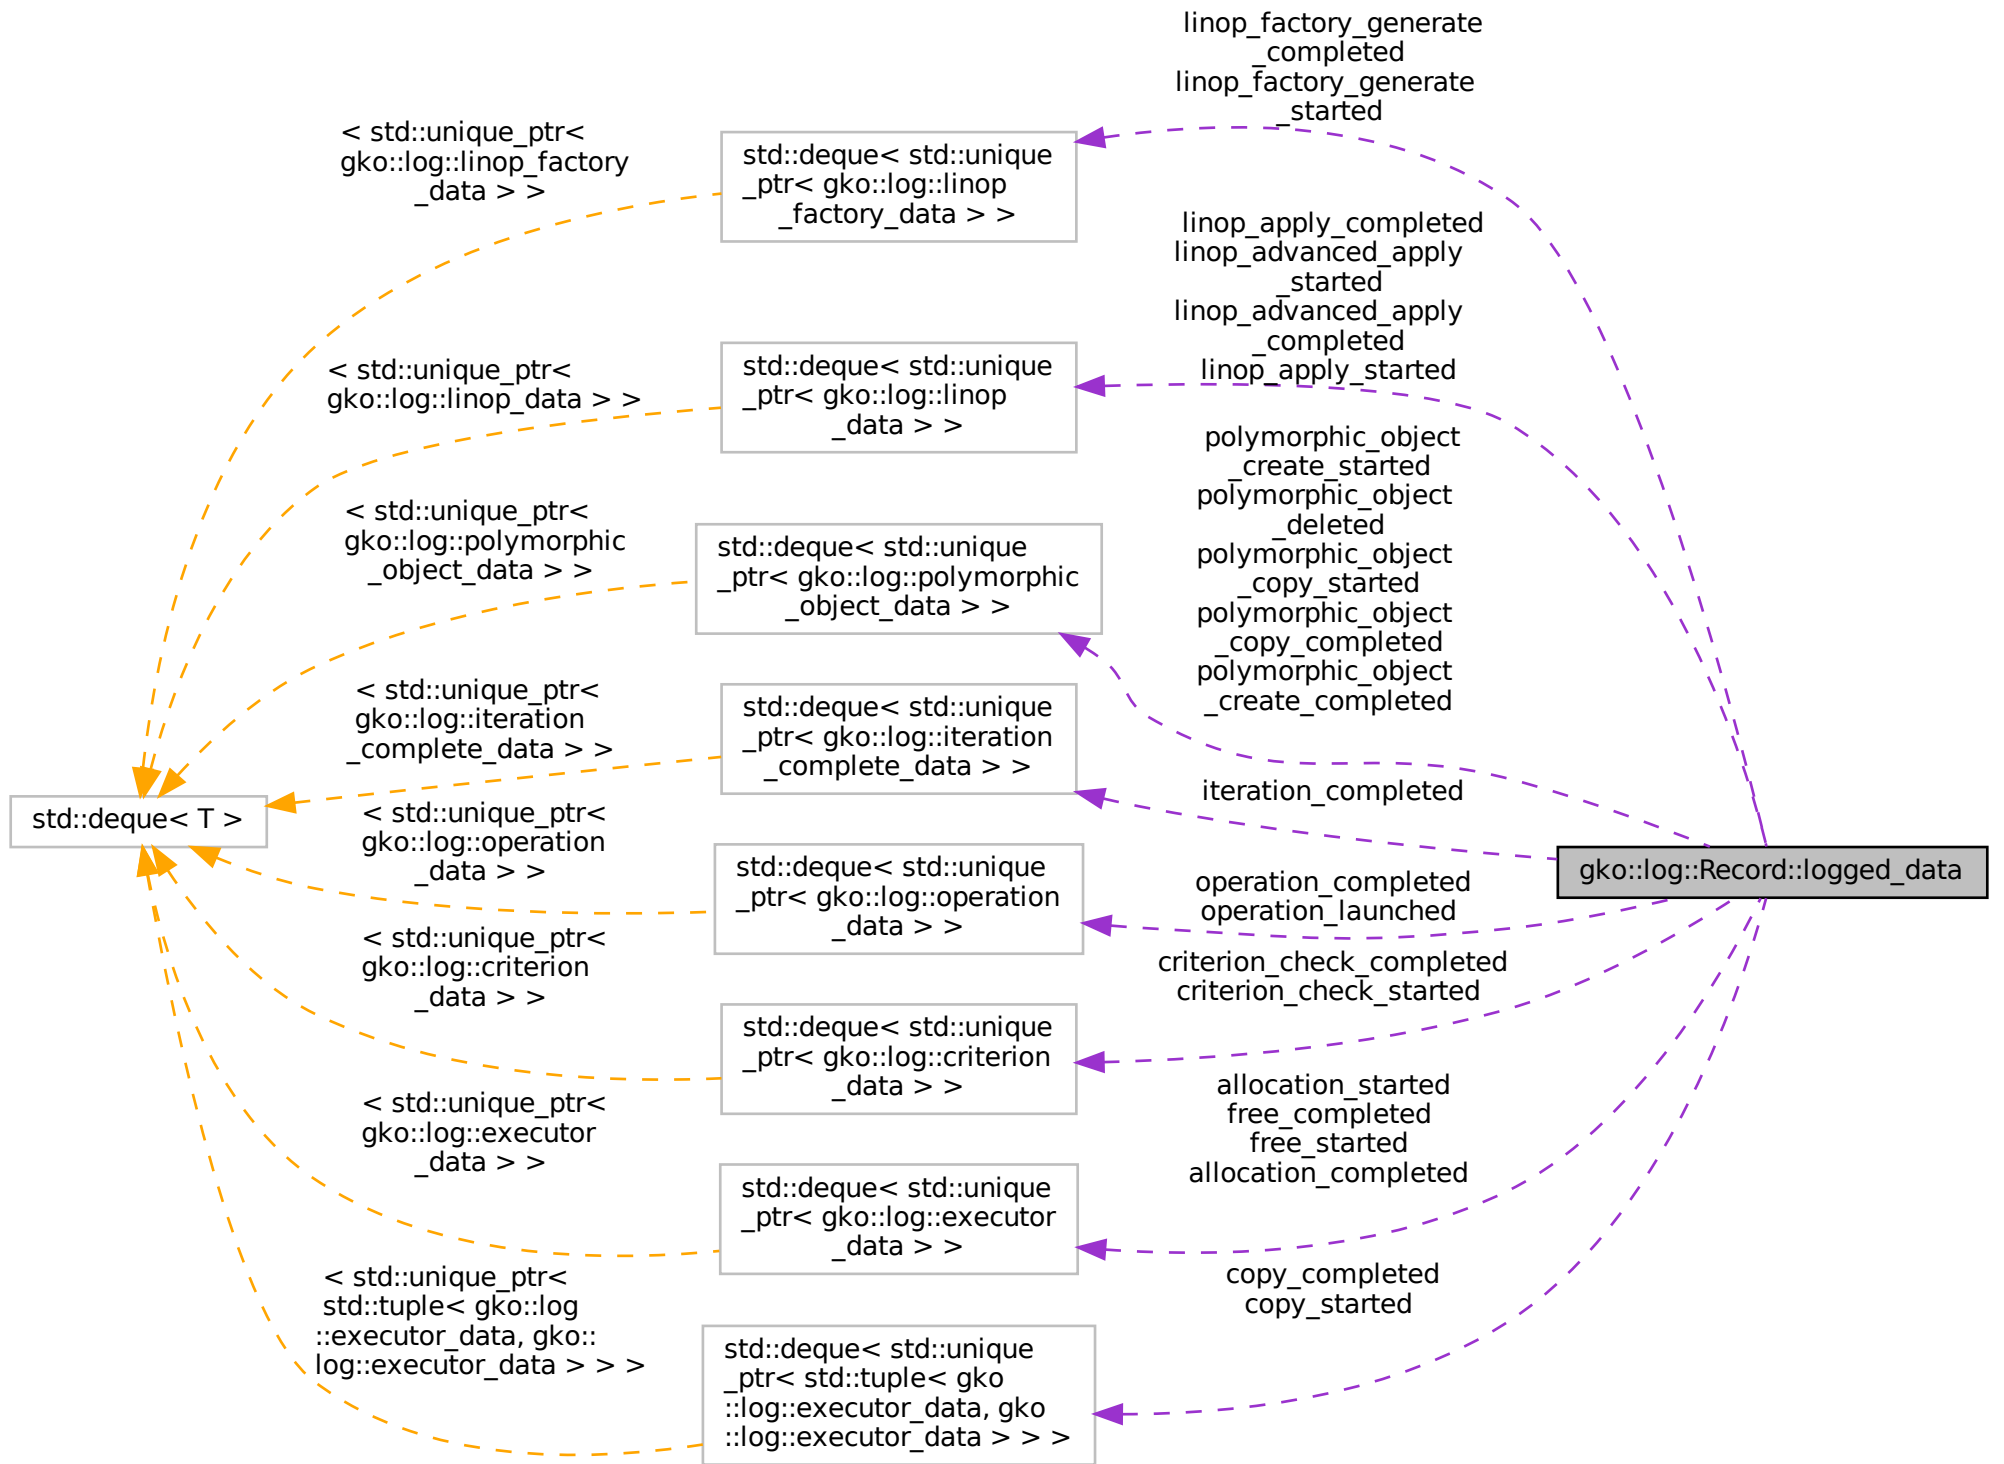 linop_factory_generate
_completed
linop_factory_generate
_started
< std::unique_ptr<
gko::log::linop_factory
_data > >
std::deque< std::unique
_ptr< gko::log::linop
_factory_data > >
linop_apply_completed
linop_advanced_apply
_started
linop_advanced_apply
_completed
linop_apply_started
< std::unique_ptr<
gko::log::linop_data > >
std::deque< std::unique
_ptr< gko::log::linop
_data > >
polymorphic_object
_create_started
polymorphic_object
_deleted
polymorphic_object
_copy_started
polymorphic_object
_copy_completed
polymorphic_object
_create_completed
< std::unique_ptr<
gko::log::polymorphic
_object_data > >
std::deque< std::unique
_ptr< gko::log::polymorphic
_object_data > >
< std::unique_ptr<
gko::log::iteration
_complete_data > >
std::deque< std::unique
_ptr< gko::log::iteration
_complete_data > >
iteration_completed
std::deque< T >
< std::unique_ptr<
gko::log::operation
_data > >
std::deque< std::unique
_ptr< gko::log::operation
_data > >
operation_completed
operation_launched
gko::log::Record::logged_data
< std::unique_ptr<
gko::log::criterion
_data > >
std::deque< std::unique
_ptr< gko::log::criterion
_data > >
criterion_check_completed
criterion_check_started
< std::unique_ptr<
gko::log::executor
_data > >
std::deque< std::unique
_ptr< gko::log::executor
_data > >
allocation_started
free_completed
free_started
allocation_completed
< std::unique_ptr<
std::tuple< gko::log
::executor_data, gko::
log::executor_data > > >
std::deque< std::unique
_ptr< std::tuple< gko
::log::executor_data, gko
::log::executor_data > > >
copy_completed
copy_started